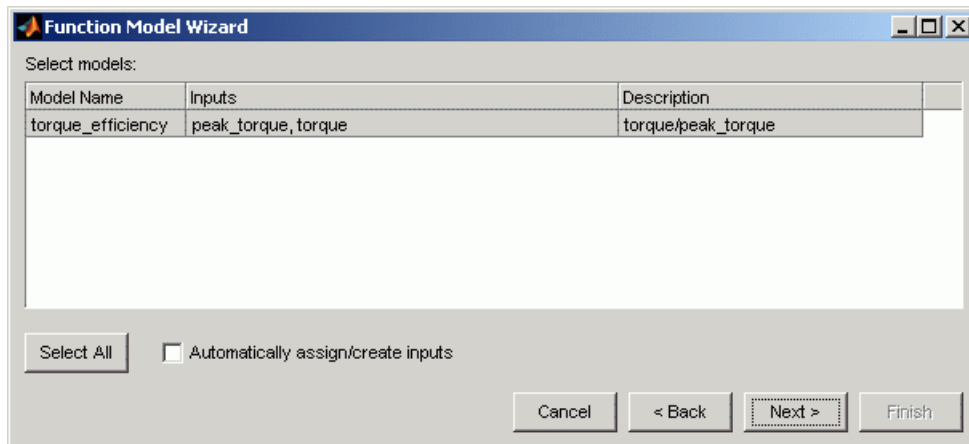 Function Model Wizard
Select models:
Model Name Inputs Description
torque_efficiency peak_torque, torque torque/peak_torque
Select All Automatically assign/create inputs
Cancel < Back Next > Finish